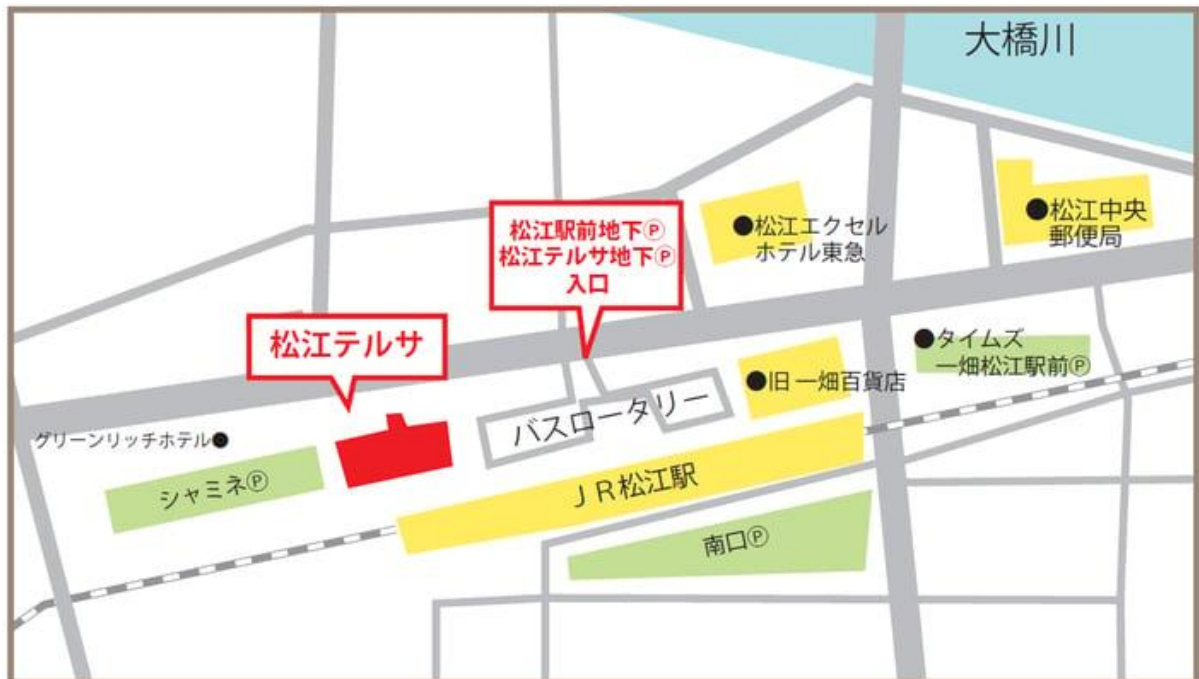 大橋川
松江駅前地下Ⓟ
松江テルサ地下Ⓟ
入口
●松江エクセル
ホテル東急
●松江中央
郵便局
松江テルサ
●タイムズ
一畑松江駅前Ⓟ
●旧一畑百貨店
バスロータリー
グリーンリッチホテル●
シャミネⓅ
ＪＲ松江駅
南口Ⓟ